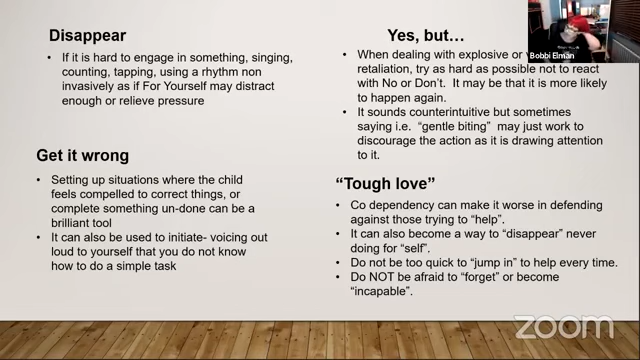 Disappear
• If it is hard to engage in something, singing,
counting, tapping, using a rhythm non
invasively as if For Yourself may distract
enough or relieve pressure
Get it wrong
• Setting up situations where the child
feels compelled to correct things, or
complete something un-done can be a
brilliant tool
• It can also be used to initiate- voicing out
loud to yourself that you do not know
how to do a simple task
Yes, but…
• When dealing with explosive or
retaliation, try as hard as possible not to react
with No or Don't. It may be that it is more likely
to happen again.
• It sounds counterintuitive but sometimes
saying i.e. "gentle biting" may just work to
discourage the action as it is drawing attention
to it.
"Tough love"
• Co dependency can make it worse in defending
against those trying to "help".
• It can also become a way to "disappear" never
doing for "self".
• Do not be too quick to "jump in" to help every time.
• Do NOT be afraid to "forget" or become
"incapable".
Bobbi Elman
zoom